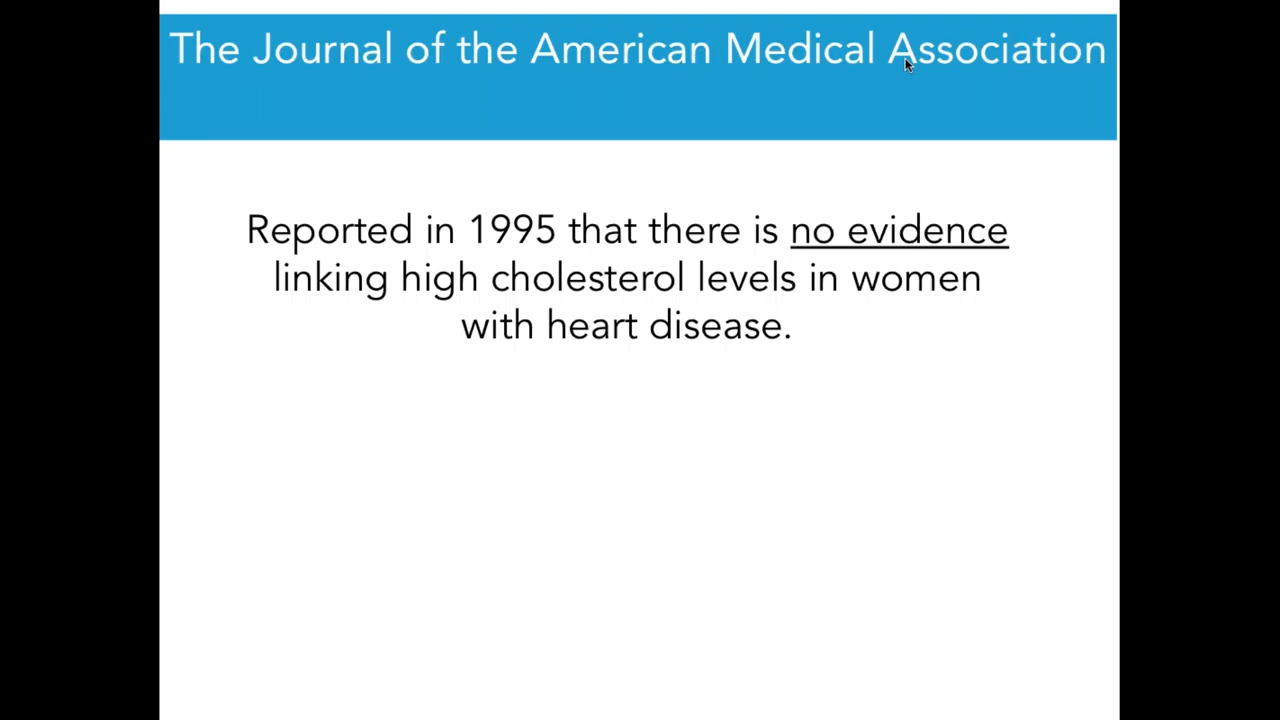 The Journal of the American Medical Association
Reported in 1995 that there is no evidence
linking high cholesterol levels in women
with heart disease.